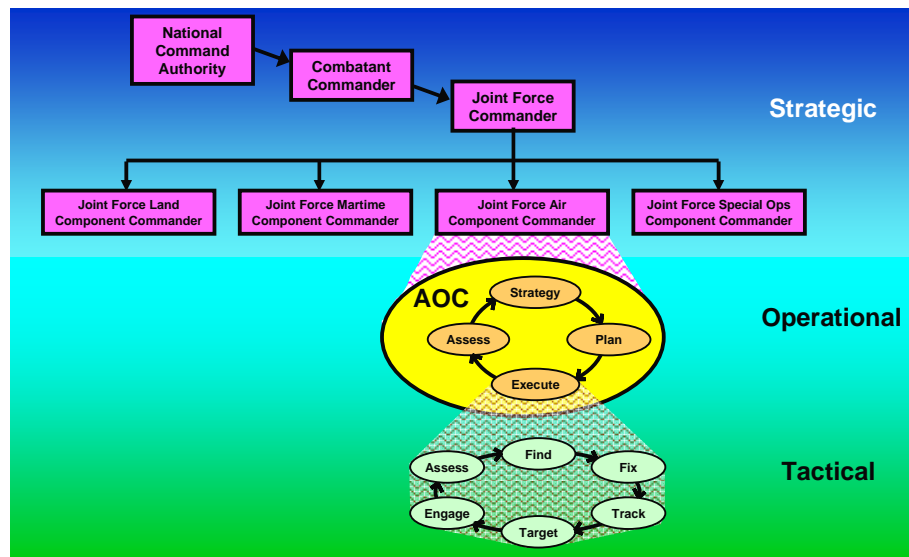 National
Command
Authority
Combatant
Commander
Joint Force
Commander
Strategic
Joint Force Land
Component Commander
Joint Force Martime
Component Commander
Joint Force Air
Component Commander
Joint Force Special Ops
Component Commander
AOC
Strategy
Assess
Plan
Execute
Operational
Find
Assess
Fix
Engage
Track
Target
Tactical